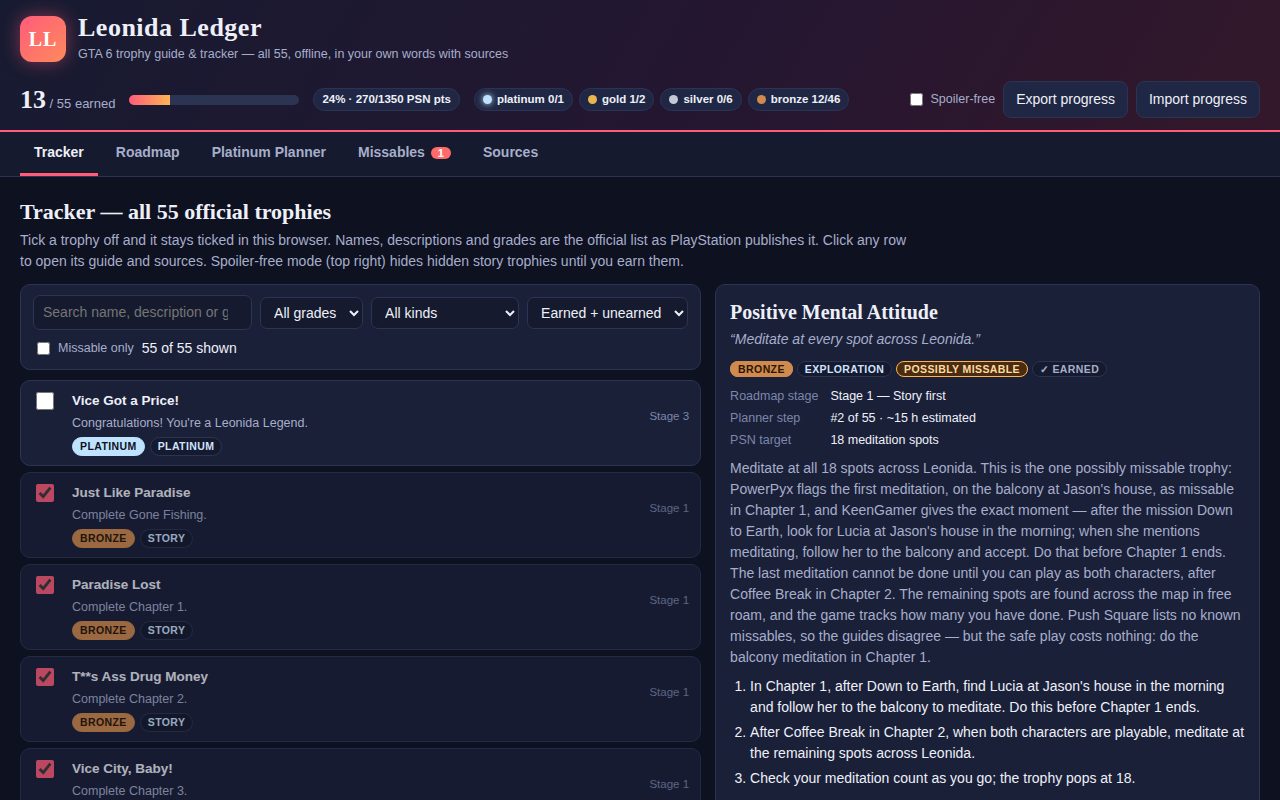 LL
Leonida Ledger
GTA 6 trophy guide & tracker — all 55, offline, in your own words with sources
13 / 55 earned
24% · 270/1350 PSN pts
platinum 0/1
gold 1/2
silver 0/6
bronze 12/46
Spoiler-free
Export progress
Import progress
Tracker
Roadmap
Platinum Planner
Missables 1
Sources
Tracker — all 55 official trophies
Tick a trophy off and it stays ticked in this browser. Names, descriptions and grades are the official list as PlayStation publishes it. Click any row
to open its guide and sources. Spoiler-free mode (top right) hides hidden story trophies until you earn them.
Search name, description or g
All grades
All kinds
Earned + unearned
Missable only
55 of 55 shown
Vice Got a Price!
Congratulations! You're a Leonida Legend.
PLATINUM
PLATINUM
Stage 3
Just Like Paradise
Complete Gone Fishing.
BRONZE
STORY
Stage 1
Paradise Lost
Complete Chapter 1.
BRONZE
STORY
Stage 1
T**s Ass Drug Money
Complete Chapter 2.
BRONZE
STORY
Stage 1
Vice City, Baby!
Complete Chapter 3.
Stage 1
Positive Mental Attitude
“Meditate at every spot across Leonida.”
BRONZE
EXPLORATION
POSSIBLY MISSABLE
✓ EARNED
Roadmap stage Stage 1 — Story first
Planner step #2 of 55 · ~15 h estimated
PSN target 18 meditation spots
Meditate at all 18 spots across Leonida. This is the one possibly missable trophy:
PowerPyx flags the first meditation, on the balcony at Jason's house, as missable
in Chapter 1, and KeenGamer gives the exact moment — after the mission Down
to Earth, look for Lucia at Jason's house in the morning; when she mentions
meditating, follow her to the balcony and accept. Do that before Chapter 1 ends.
The last meditation cannot be done until you can play as both characters, after
Coffee Break in Chapter 2. The remaining spots are found across the map in free
roam, and the game tracks how many you have done. Push Square lists no known
missables, so the guides disagree — but the safe play costs nothing: do the
balcony meditation in Chapter 1.
1. In Chapter 1, after Down to Earth, find Lucia at Jason's house in the morning
and follow her to the balcony to meditate. Do this before Chapter 1 ends.
2. After Coffee Break in Chapter 2, when both characters are playable, meditate at
the remaining spots across Leonida.
3. Check your meditation count as you go; the trophy pops at 18.